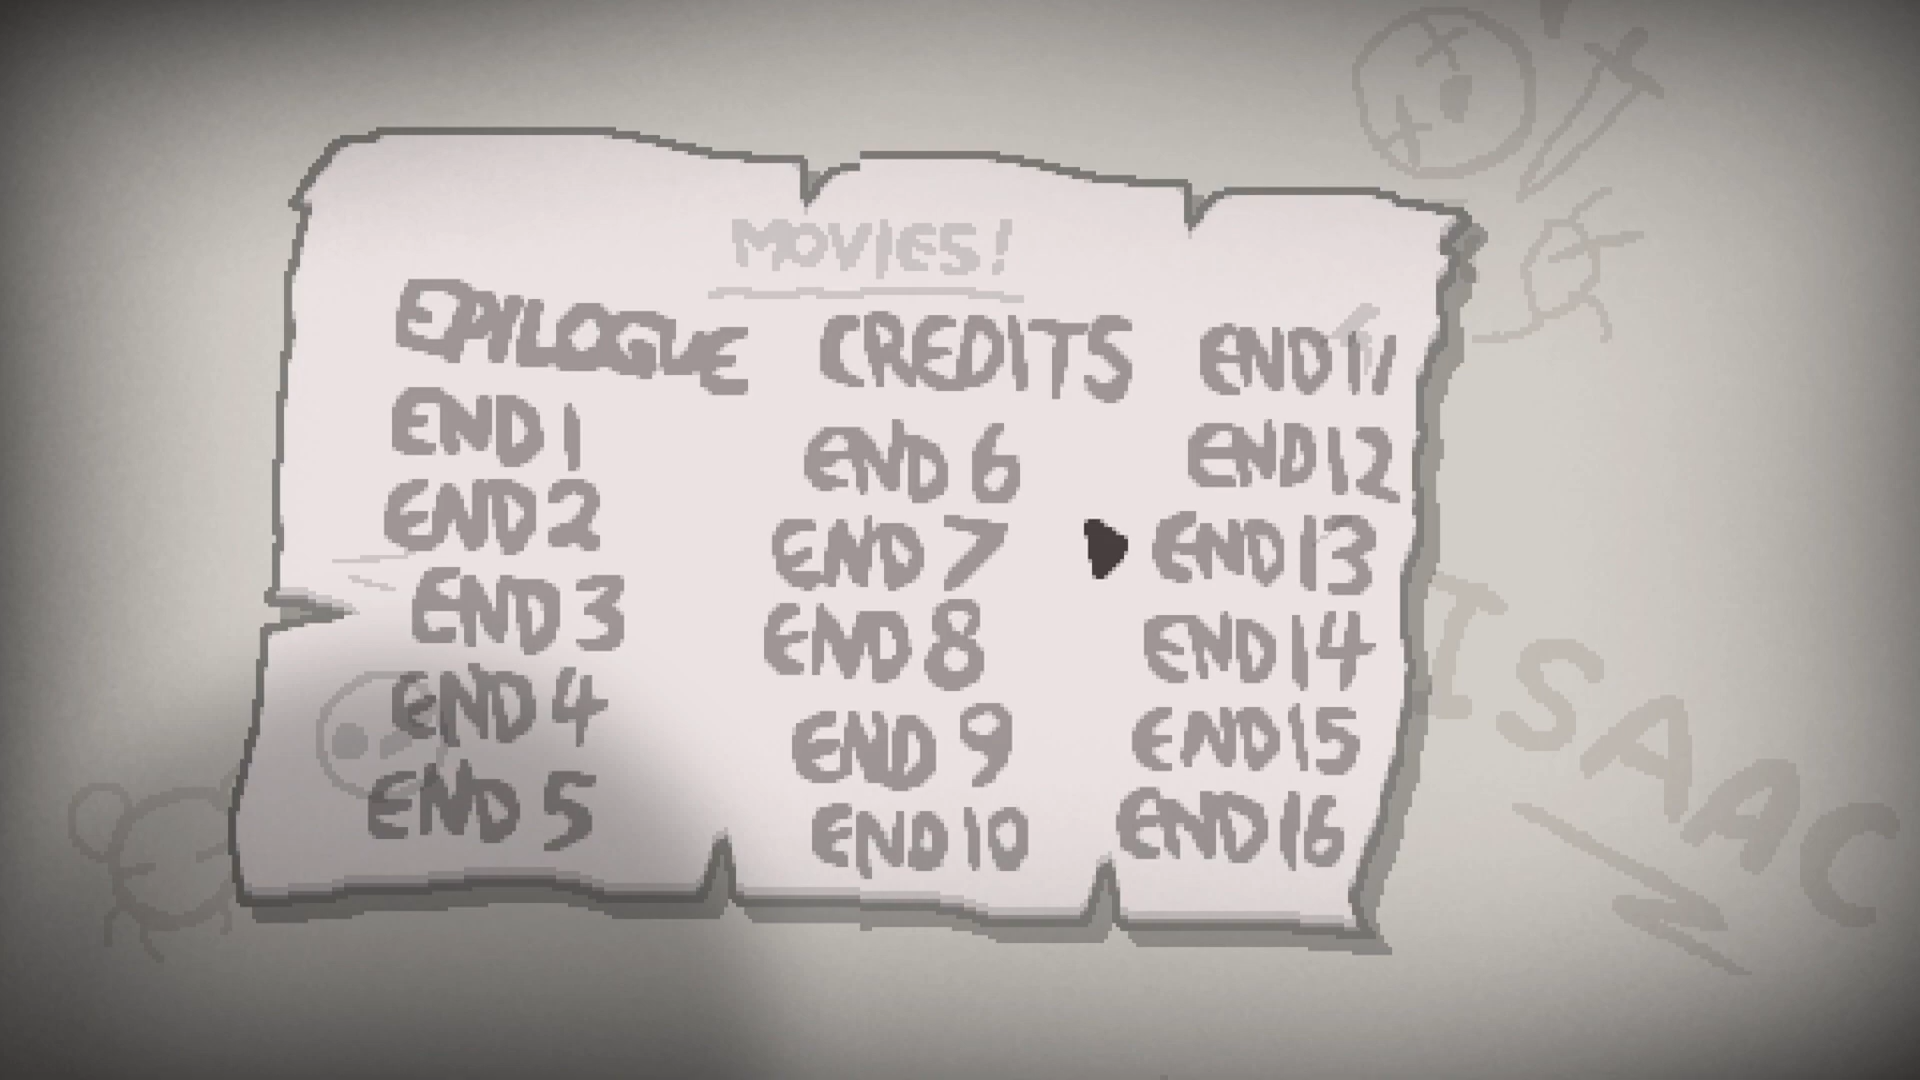 MOVIES!
EPILOGUE CREDITS END 11
END 1 END 6 END 12
END 2 END 7 END 13
END 3 END 8 END 14
END 4 END 9 END 15
END 5 END 10 END 16
ISAAC